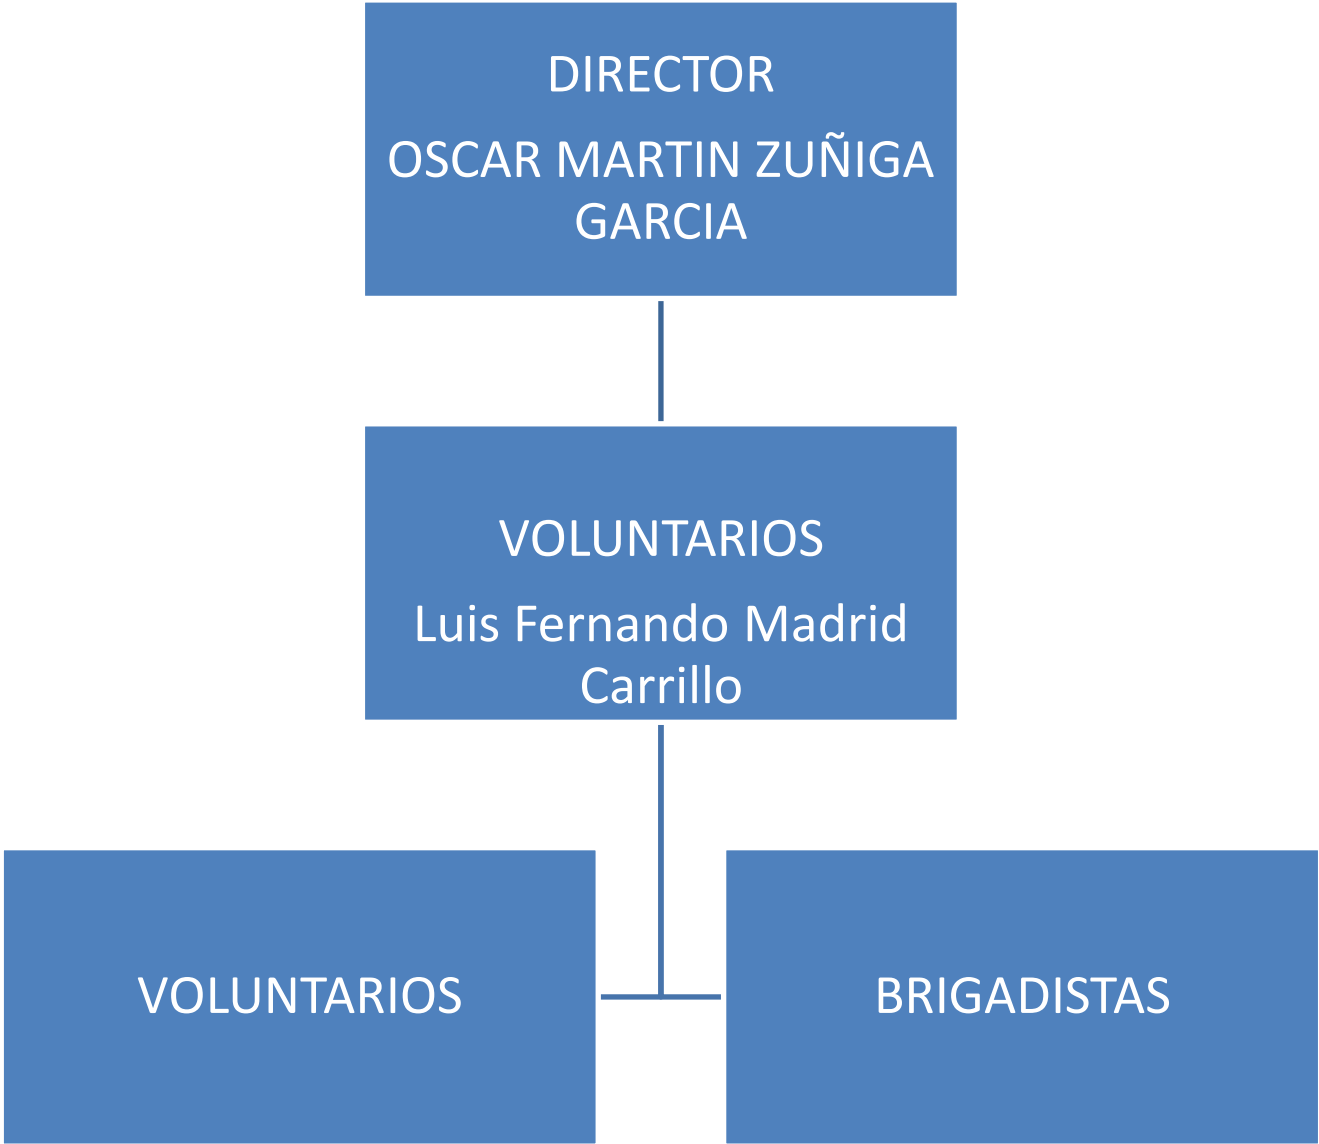 DIRECTOR
OSCAR MARTIN ZUÑIGA
GARCIA
VOLUNTARIOS
Luis Fernando Madrid
Carrillo
VOLUNTARIOS
BRIGADISTAS